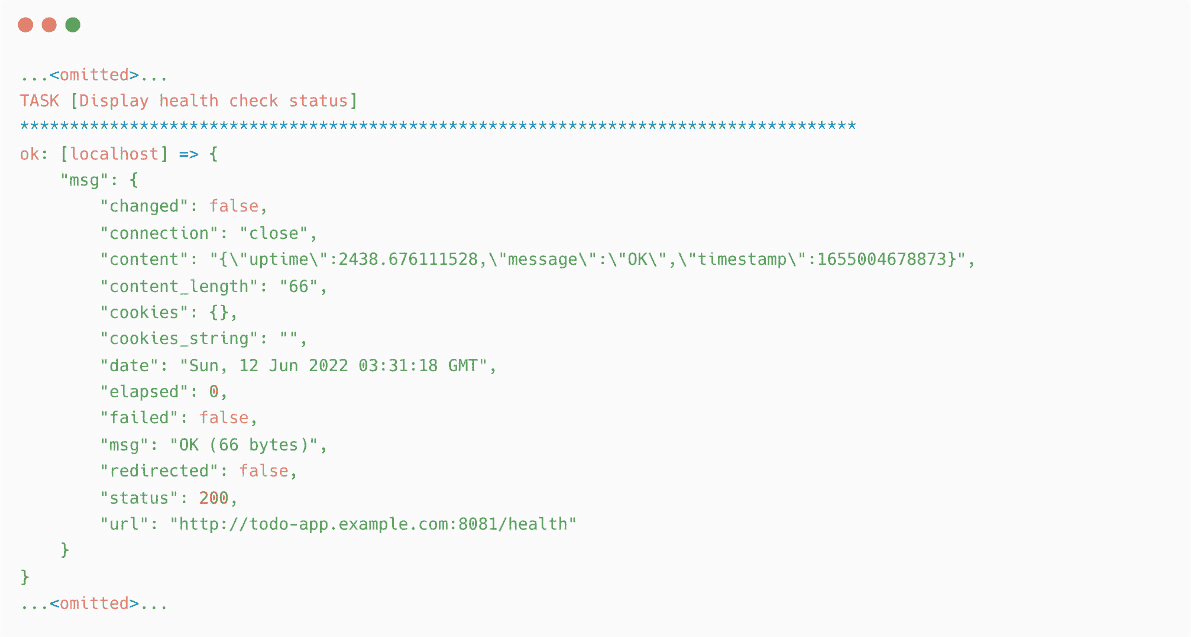 ...<omitted>...
TASK [Display health check status]
************************************************************************************
ok: [localhost] => {
    "msg": {
        "changed": false,
        "connection": "close",
        "content": "{\"uptime\":2438.676111528,\"message\":\"OK\",\"timestamp\":1655004678873}",
        "content_length": "66",
        "cookies": {},
        "cookies_string": "",
        "date": "Sun, 12 Jun 2022 03:31:18 GMT",
        "elapsed": 0,
        "failed": false,
        "msg": "OK (66 bytes)",
        "redirected": false,
        "status": 200,
        "url": "http://todo-app.example.com:8081/health"
    }
}
...<omitted>...